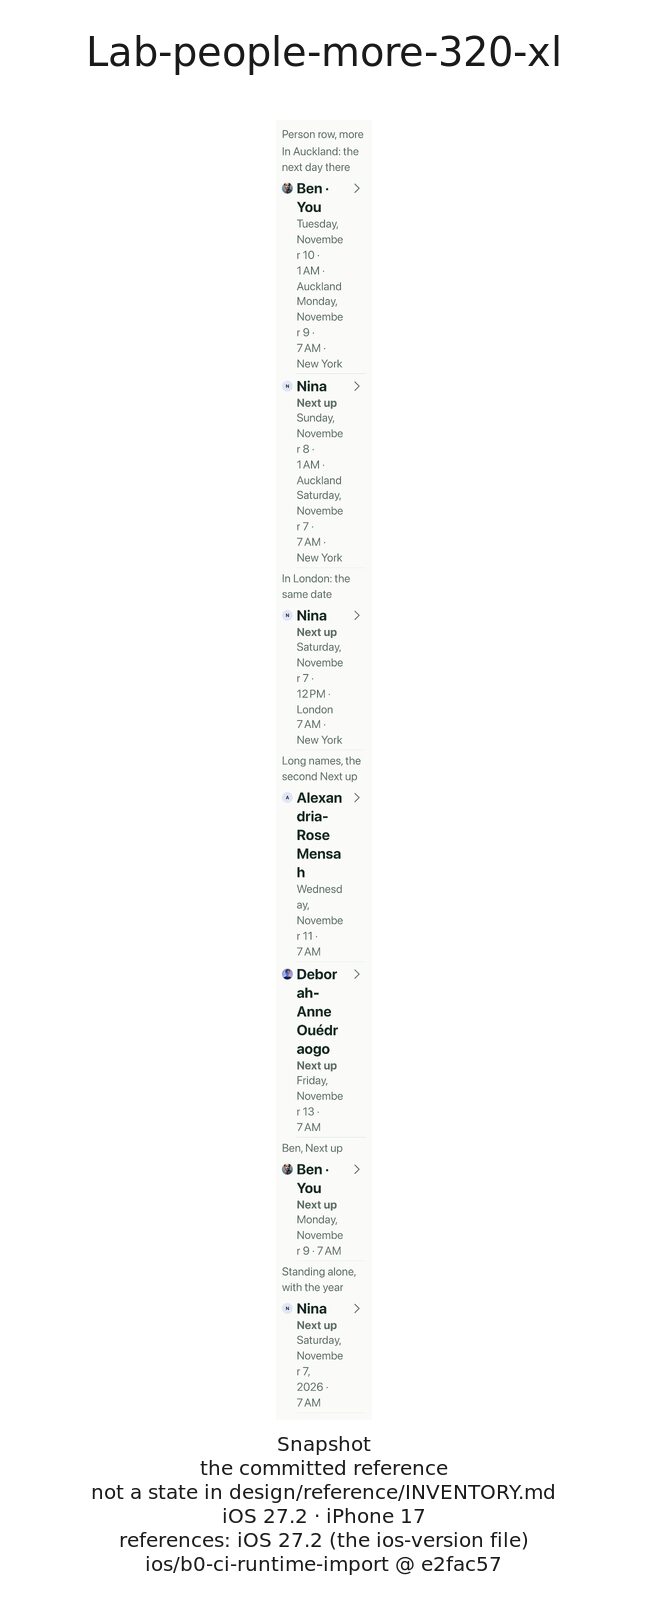 Lab-people-more-320-xl
Person row, more
In Auckland: the
next day there
Ben ·
You
Tuesday,
Novembe
r 10 ·
1 AM ·
Auckland
Monday,
Novembe
r 9 ·
7 AM ·
New York
N
Nina
Next up
Sunday,
Novembe
r 8 ·
1 AM ·
Auckland
Saturday,
Novembe
r 7 ·
7 AM ·
New York
In London: the
same date
N
Nina
Next up
Saturday,
Novembe
r 7 ·
12 PM ·
London
7 AM ·
New York
Long names, the
second Next up
A
Alexan
dria-
Rose
Mensa
h
Wednesd
ay,
Novembe
r 11 ·
7 AM
Debor
ah-
Anne
Ouédr
aogo
Next up
Friday,
Novembe
r 13 ·
7 AM
Ben, Next up
Ben ·
You
Next up
Monday,
Novembe
r 9 · 7 AM
Standing alone,
with the year
N
Nina
Next up
Saturday,
Novembe
r 7,
2026 ·
7 AM
Snapshot
the committed reference
not a state in design/reference/INVENTORY.md
iOS 27.2 · iPhone 17
references: iOS 27.2 (the ios-version file)
ios/b0-ci-runtime-import @ e2fac57